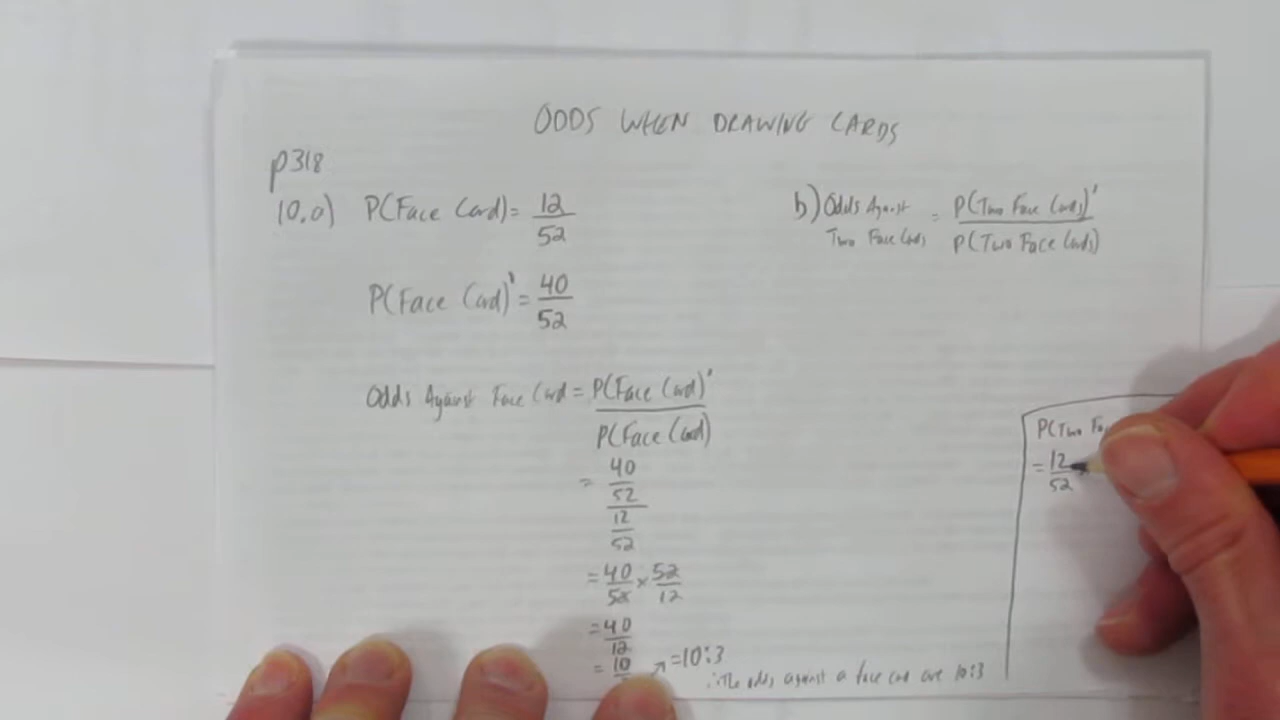 ODDS WHEN DRAWING CARDS
p318
10.a) P(Face Card) = 12/52
P(Face Card)' = 40/52
Odds Against Face Card = P(Face Card)'/P(Face Card)
= 40/52 / 12/52
= 40/52 × 52/12
= 40/12
= 10 = 10:3
∴ The odds against a face card are 10:3
b) Odds Against Two Face Cards = P(Two Face Cards)'/P(Two Face Cards)
P(Two
= 12/52